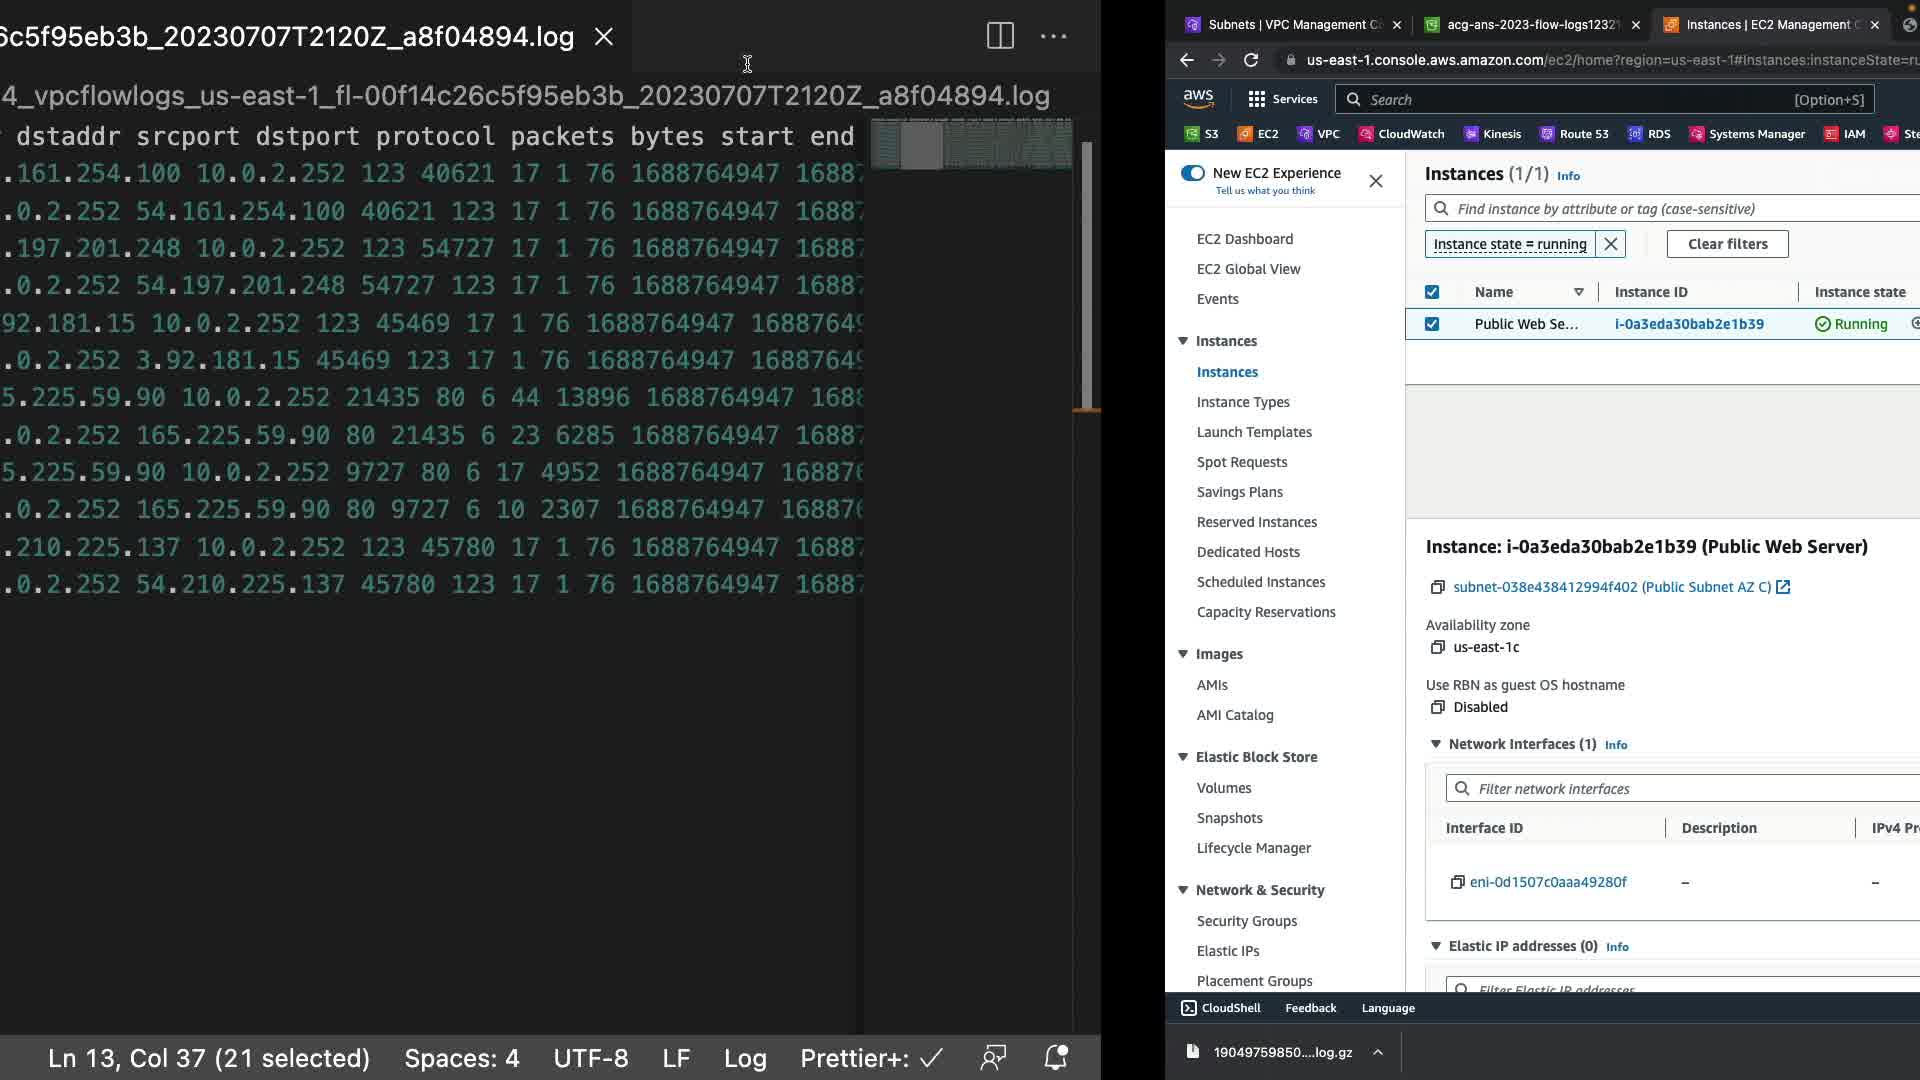 6c5f95eb3b_20230707T2120Z_a8f04894.log
4_vpcflowlogs_us-east-1_fl-00f14c26c5f95eb3b_20230707T2120Z_a8f04894.log
dstaddr srcport dstport protocol packets bytes start end
.161.254.100 10.0.2.252 123 40621 17 1 76 1688764947 16887
.0.2.252 54.161.254.100 40621 123 17 1 76 1688764947 16887
.197.201.248 10.0.2.252 123 54727 17 1 76 1688764947 16887
.0.2.252 54.197.201.248 54727 123 17 1 76 1688764947 16887
92.181.15 10.0.2.252 123 45469 17 1 76 1688764947 16887649
.0.2.252 3.92.181.15 45469 123 17 1 76 1688764947 16887649
5.225.59.90 10.0.2.252 21435 80 6 44 13896 1688764947 1688
.0.2.252 165.225.59.90 80 21435 6 23 6285 1688764947 16887
5.225.59.90 10.0.2.252 9727 80 6 17 4952 1688764947 168876
.0.2.252 165.225.59.90 80 9727 6 10 2307 1688764947 168876
.210.225.137 10.0.2.252 123 45780 17 1 76 1688764947 16887
.0.2.252 54.210.225.137 45780 123 17 1 76 1688764947 16887
Ln 13, Col 37 (21 selected) Spaces: 4 UTF-8 LF Log Prettier+:
Subnets | VPC Management C
acg-ans-2023-flow-logs12321
Instances | EC2 Management C
us-east-1.console.aws.amazon.com/ec2/home?region=us-east-1#Instances:instanceState=ru
aws Services Search [Option+S]
S3 EC2 VPC CloudWatch Kinesis Route 53 RDS Systems Manager IAM Ste
New EC2 Experience
Tell us what you think
EC2 Dashboard
EC2 Global View
Events
Instances
Instances
Instance Types
Launch Templates
Spot Requests
Savings Plans
Reserved Instances
Dedicated Hosts
Scheduled Instances
Capacity Reservations
Images
AMIs
AMI Catalog
Elastic Block Store
Volumes
Snapshots
Lifecycle Manager
Network & Security
Security Groups
Elastic IPs
Placement Groups
Instances (1/1) Info
Find instance by attribute or tag (case-sensitive)
Instance state = running Clear filters
Name Instance ID Instance state
Public Web Se... i-0a3eda30bab2e1b39 Running
Instance: i-0a3eda30bab2e1b39 (Public Web Server)
subnet-038e438412994f402 (Public Subnet AZ C)
Availability zone
us-east-1c
Use RBN as guest OS hostname
Disabled
Network Interfaces (1) Info
Filter network interfaces
Interface ID Description IPv4 Pr
eni-0d1507c0aaa49280f – –
Elastic IP addresses (0) Info
Filter Elastic IP addresses
CloudShell Feedback Language
19049759850....log.gz